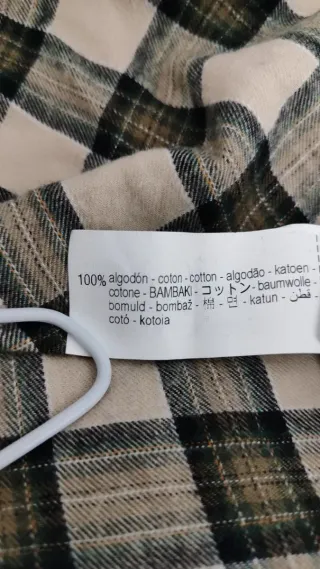 100% algodón - coton - cotton - algodão - katoen -
cotone - BAMBAKI - コットン - baumwolle -
bomuld - bombaž - 棉 - 면 - katun - قطن -
cotó - kotoia